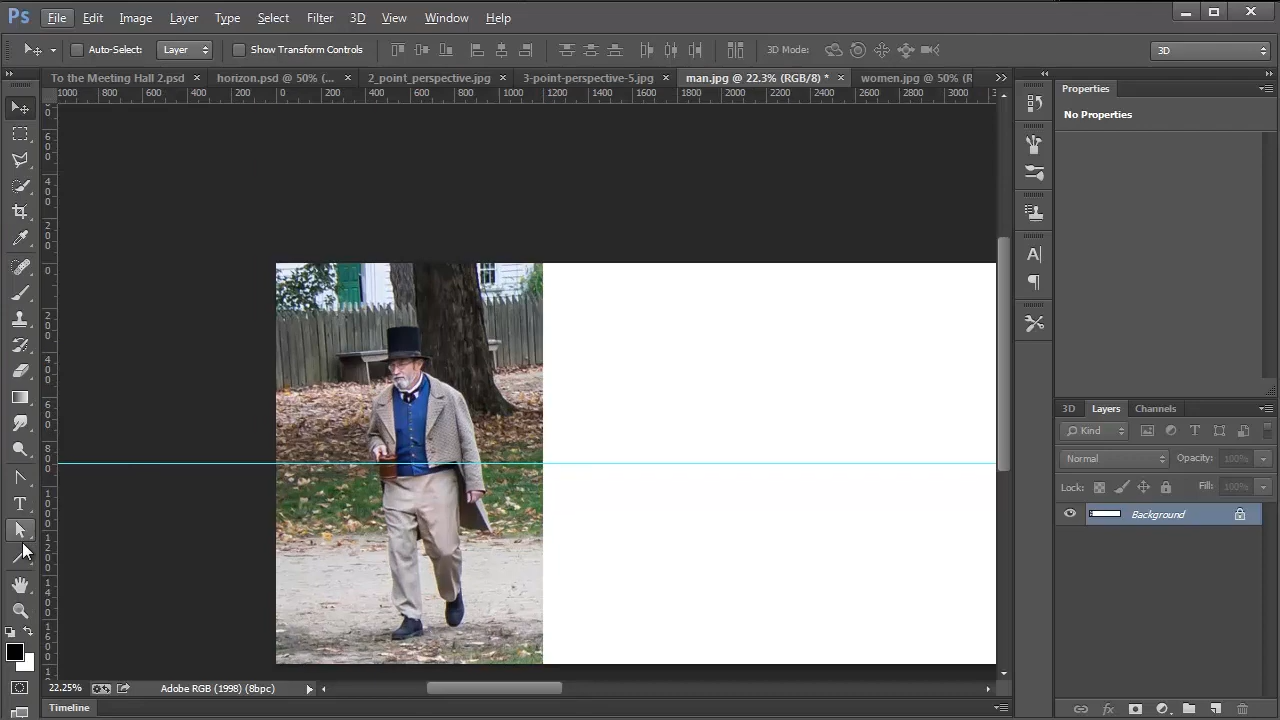 Ps File Edit Image Layer Type Select Filter 3D View Window Help
Auto-Select: Layer Show Transform Controls 3D Mode: 3D
To the Meeting Hall 2.psd × horizon.psd @ 50% (... × 2_point_perspective.jpg × 3-point-perspective-5.jpg × man.jpg @ 22.3% (RGB/8) * × women.jpg @ 50% (R
1000 800 600 400 200 0 200 400 600 800 1000 1200 1400 1600 1800 2000 2200 2400 2600 2800 3000
Properties
No Properties
3D Layers Channels
Kind
Normal Opacity: 100%
Lock: Fill: 100%
Background
22.25% Adobe RGB (1998) (8bpc)
Timeline